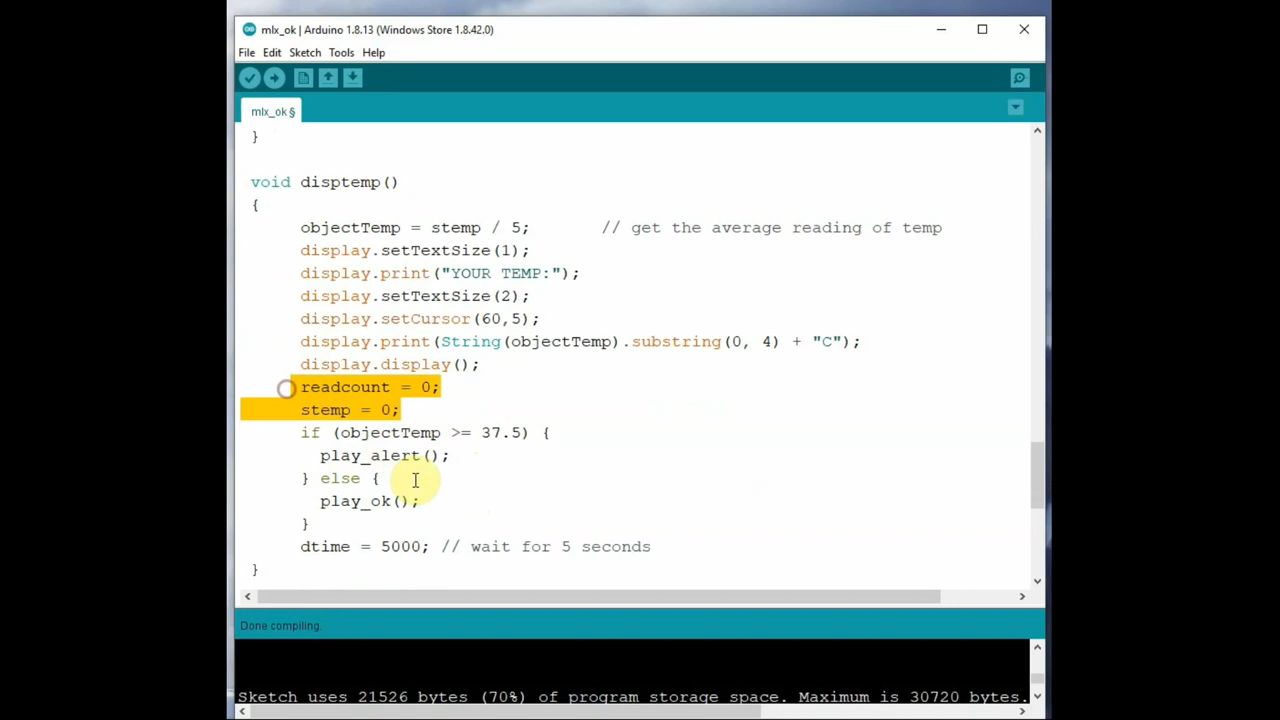 mlx_ok | Arduino 1.8.13 (Windows Store 1.8.42.0)
File Edit Sketch Tools Help
mlx_ok §
}
void disptemp()
{
objectTemp = stemp / 5; // get the average reading of temp
display.setTextSize(1);
display.print("YOUR TEMP:");
display.setTextSize(2);
display.setCursor(60,5);
display.print(String(objectTemp).substring(0, 4) + "C");
display.display();
readcount = 0;
stemp = 0;
if (objectTemp >= 37.5) {
play_alert();
} else {
play_ok();
}
dtime = 5000; // wait for 5 seconds
}
Done compiling.
Sketch uses 21526 bytes (70%) of program storage space. Maximum is 30720 bytes.